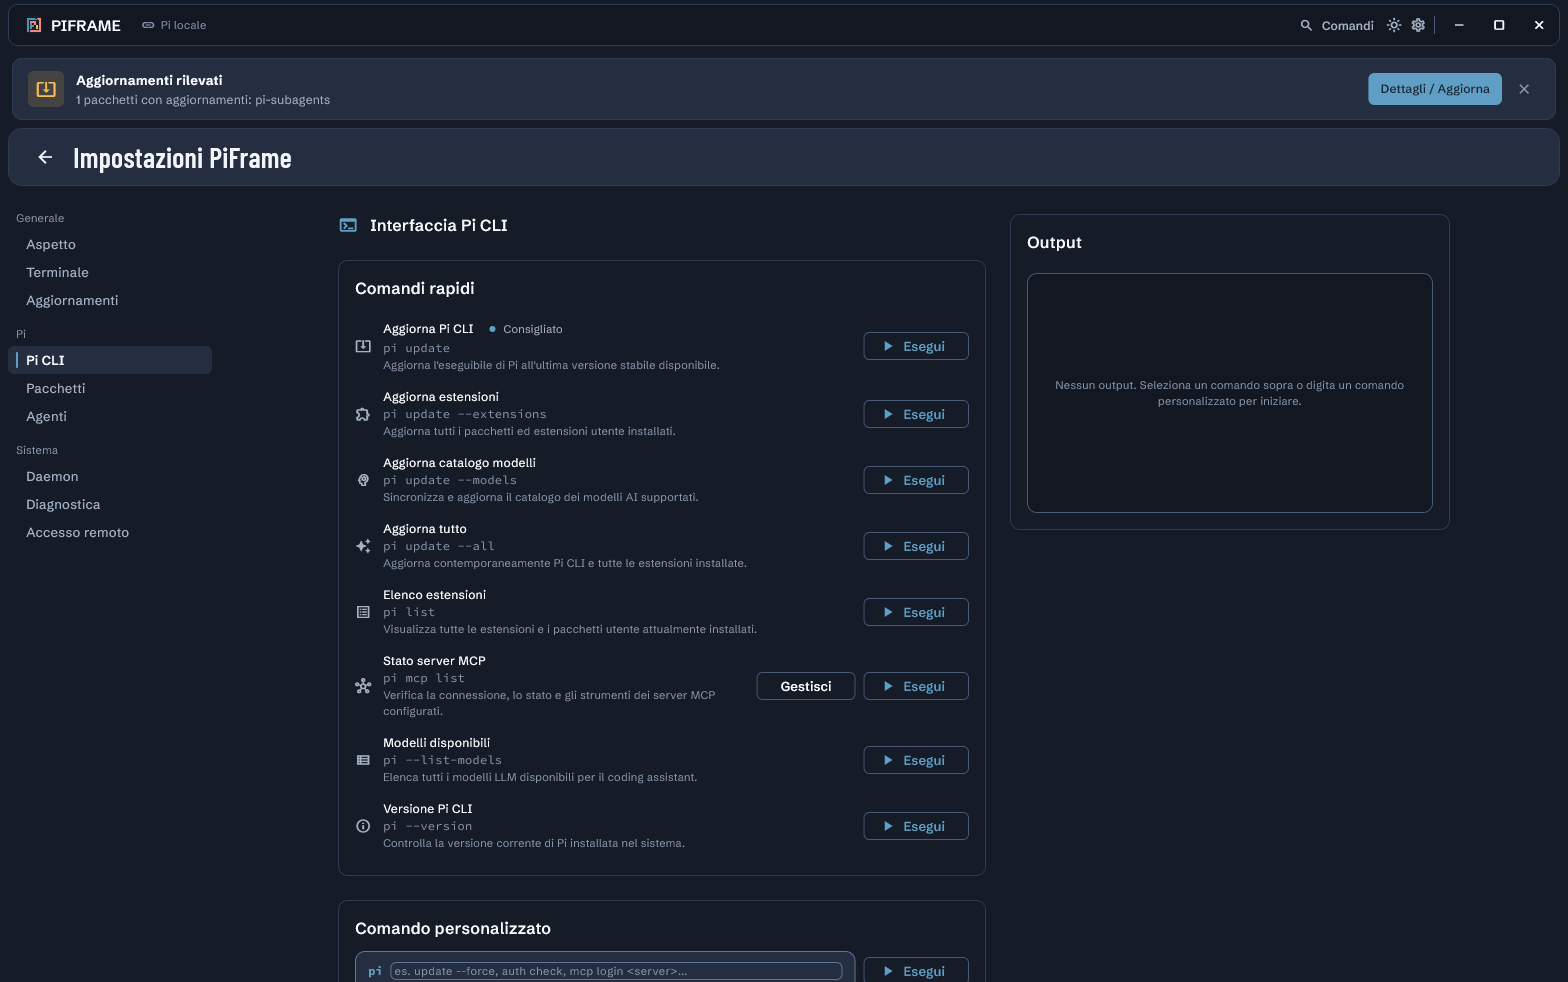 PIFRAME
Pi locale
Comandi
Aggiornamenti rilevati
1 pacchetti con aggiornamenti: pi-subagents
Dettagli / Aggiorna
Impostazioni PiFrame
Generale
Aspetto
Terminale
Aggiornamenti
Pi
Pi CLI
Pacchetti
Agenti
Sistema
Daemon
Diagnostica
Accesso remoto
Interfaccia Pi CLI
Comandi rapidi
Aggiorna Pi CLI
Consigliato
pi update
Aggiorna l'eseguibile di Pi all'ultima versione stabile disponibile.
Esegui
Aggiorna estensioni
pi update --extensions
Aggiorna tutti i pacchetti ed estensioni utente installati.
Esegui
Aggiorna catalogo modelli
pi update --models
Sincronizza e aggiorna il catalogo dei modelli AI supportati.
Esegui
Aggiorna tutto
pi update --all
Aggiorna contemporaneamente Pi CLI e tutte le estensioni installate.
Esegui
Elenco estensioni
pi list
Visualizza tutte le estensioni e i pacchetti utente attualmente installati.
Esegui
Stato server MCP
pi mcp list
Verifica la connessione, lo stato e gli strumenti dei server MCP
configurati.
Gestisci
Esegui
Modelli disponibili
pi --list-models
Elenca tutti i modelli LLM disponibili per il coding assistant.
Esegui
Versione Pi CLI
pi --version
Controlla la versione corrente di Pi installata nel sistema.
Esegui
Comando personalizzato
pi
es. update --force, auth check, mcp login <server>...
Esegui
Output
Nessun output. Seleziona un comando sopra o digita un comando
personalizzato per iniziare.